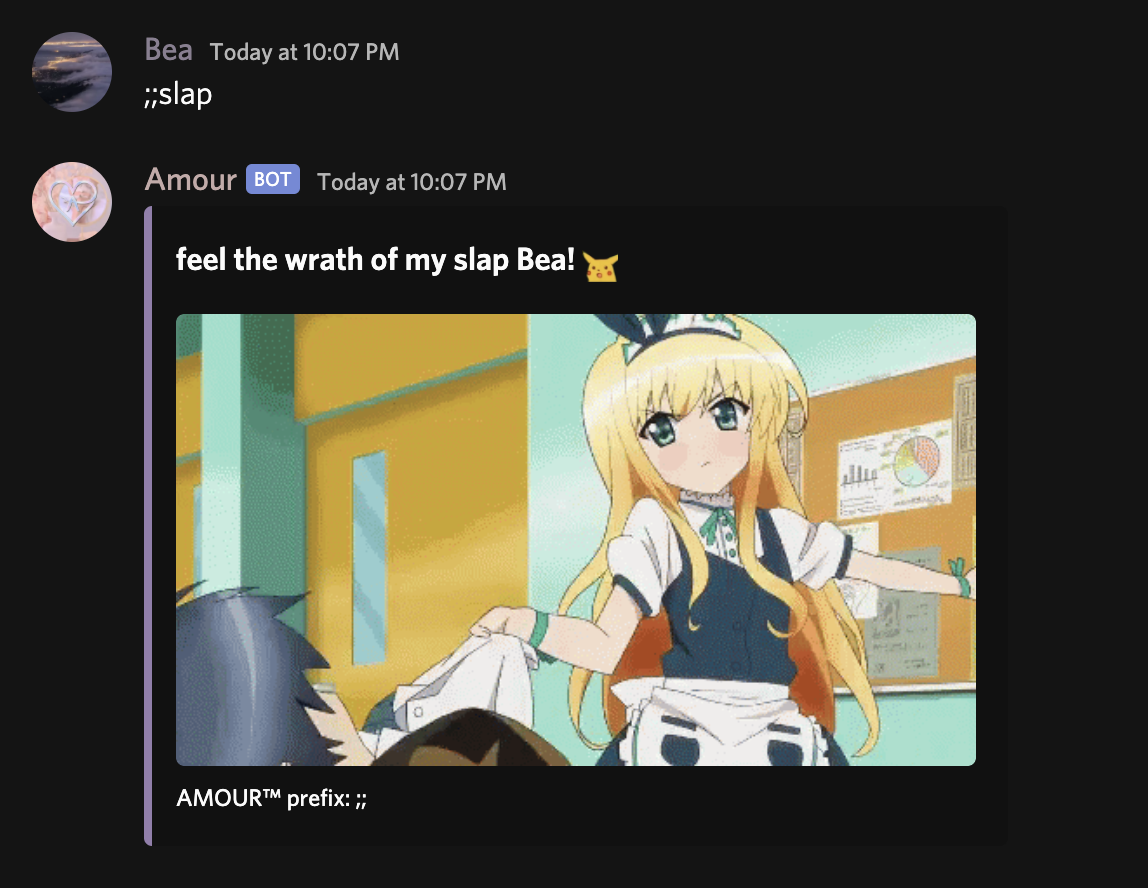 Bea Today at 10:07 PM
;;slap
Amour BOT Today at 10:07 PM
feel the wrath of my slap Bea!
AMOUR™ prefix: ;;